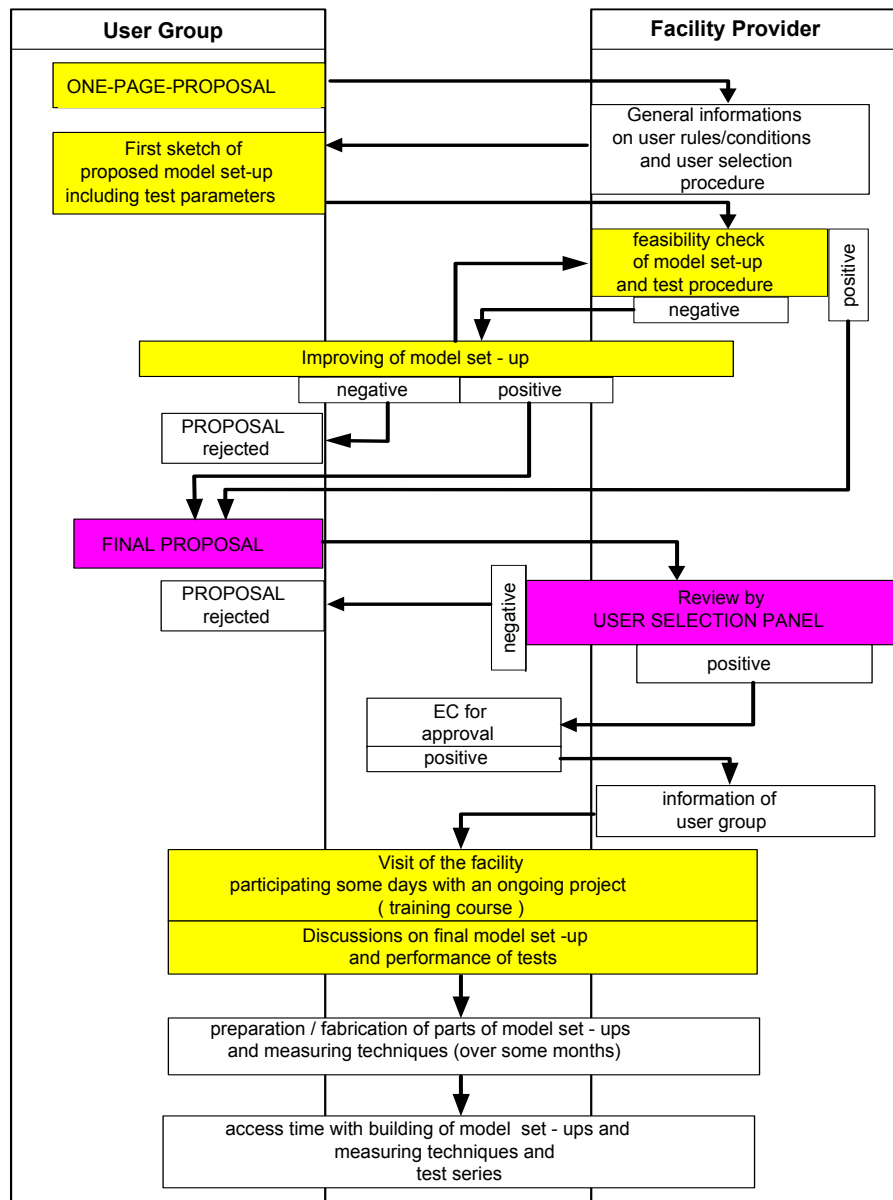 User Group
Facility Provider
ONE-PAGE-PROPOSAL
General informations
on user rules/conditions
and user selection
procedure
First sketch of
proposed model set-up
including test parameters
feasibility check
of model set-up
and test procedure
positive
negative
Improving of model set - up
negative
positive
PROPOSAL
rejected
FINAL PROPOSAL
PROPOSAL
rejected
negative
Review by
USER SELECTION PANEL
positive
EC for
approval
positive
information of
user group
Visit of the facility
participating some days with an ongoing project
( training course )
Discussions on final model set -up
and performance of tests
preparation / fabrication of parts of model set - ups
and measuring techniques (over some months)
access time with building of model set - ups and
measuring techniques and
test series